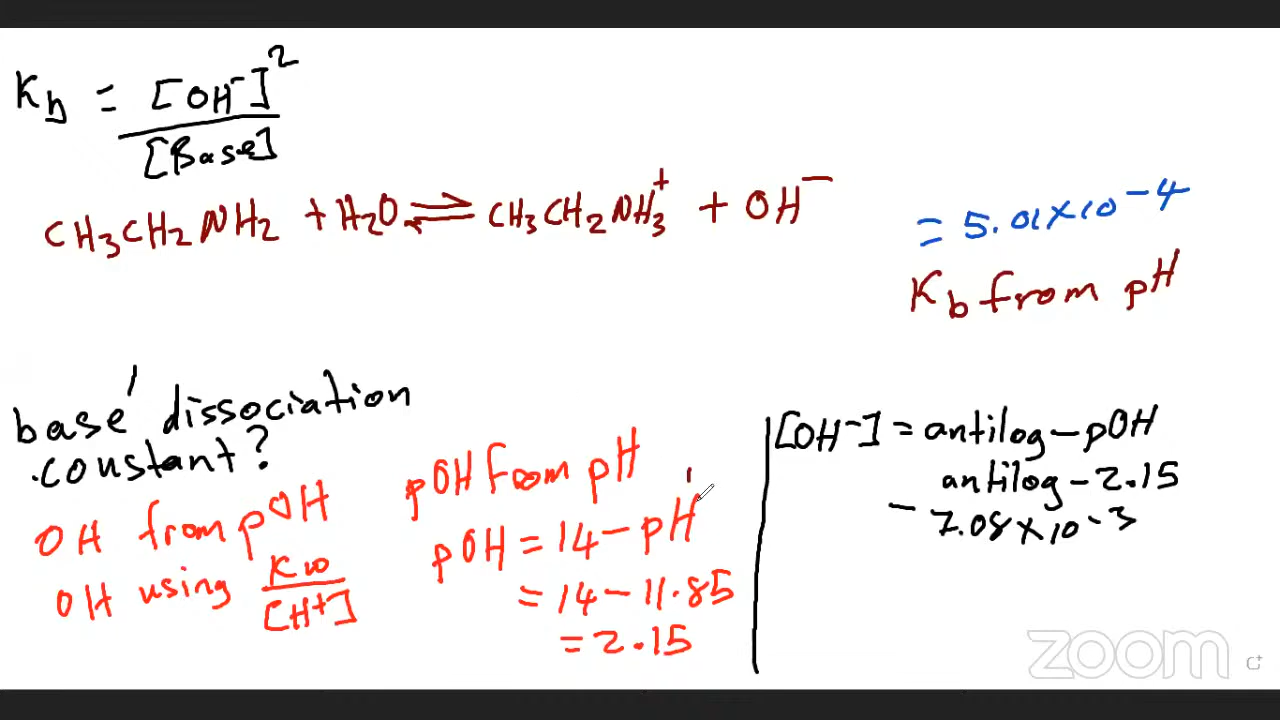 Kb = [OH-]²
[Base]
CH3CH2NH2 + H2O ⇌ CH3CH2NH3+ + OH-
= 5.01×10-4
Kb from pH
base dissociation
constant?
OH from pOH
OH using Kw
[H+]
pOH from pH
pOH = 14 - pH
= 14 - 11.85
= 2.15
[OH-] = antilog - pOH
antilog - 2.15
- 7.08 × 10-3
zoom